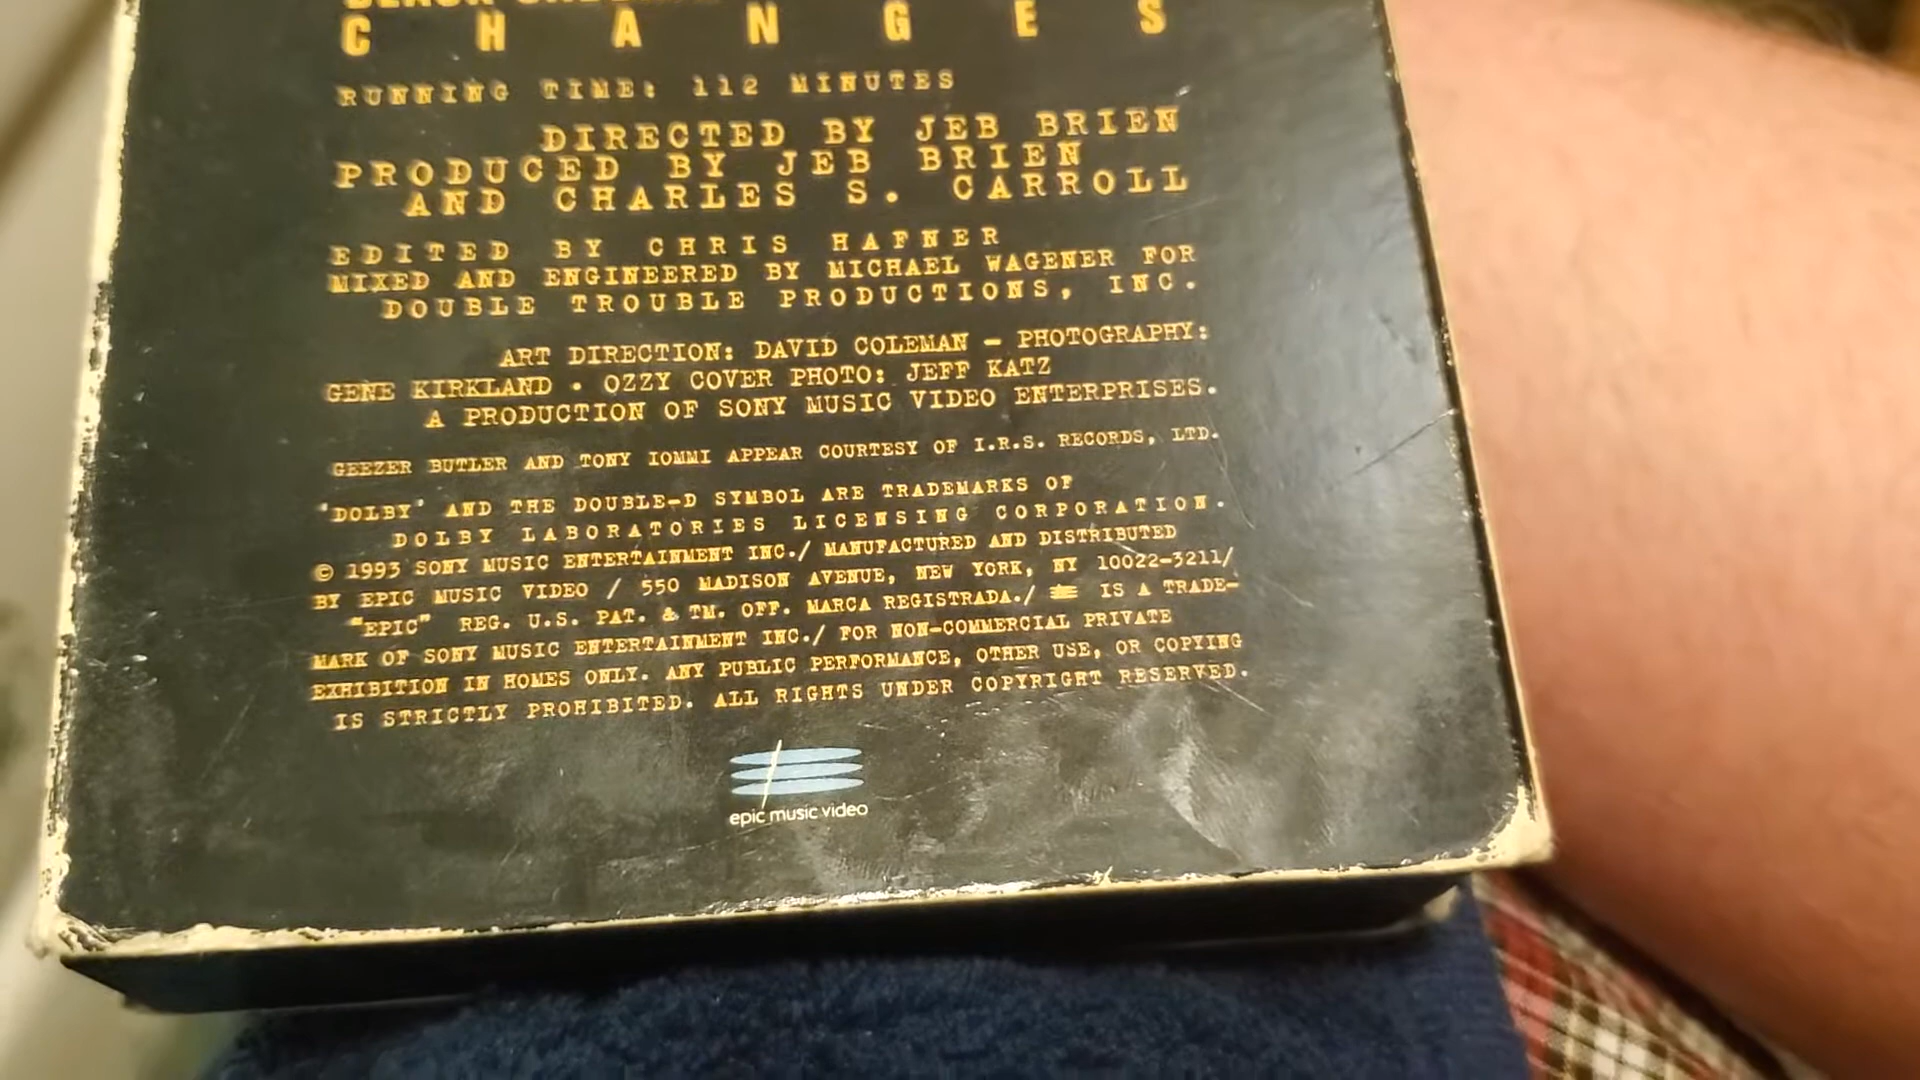 C H A N G E S
RUNNING TIME: 112 MINUTES
DIRECTED BY JEB BRIEN
PRODUCED BY JEB BRIEN
AND CHARLES S. CARROLL
EDITED BY CHRIS HAFNER
MIXED AND ENGINEERED BY MICHAEL WAGENER FOR
DOUBLE TROUBLE PRODUCTIONS, INC.
ART DIRECTION: DAVID COLEMAN – PHOTOGRAPHY:
GENE KIRKLAND • OZZY COVER PHOTO: JEFF KATZ
A PRODUCTION OF SONY MUSIC VIDEO ENTERPRISES.
GEEZER BUTLER AND TONY IOMMI APPEAR COURTESY OF I.R.S. RECORDS, LTD.
'DOLBY' AND THE DOUBLE-D SYMBOL ARE TRADEMARKS OF
DOLBY LABORATORIES LICENSING CORPORATION.
© 1993 SONY MUSIC ENTERTAINMENT INC./ MANUFACTURED AND DISTRIBUTED
BY EPIC MUSIC VIDEO / 550 MADISON AVENUE, NEW YORK, NY 10022-3211/
"EPIC" REG. U.S. PAT. & TM. OFF. MARCA REGISTRADA./ IS A TRADE-
MARK OF SONY MUSIC ENTERTAINMENT INC./ FOR NON-COMMERCIAL PRIVATE
EXHIBITION IN HOMES ONLY. ANY PUBLIC PERFORMANCE, OTHER USE, OR COPYING
IS STRICTLY PROHIBITED. ALL RIGHTS UNDER COPYRIGHT RESERVED.
epic music video